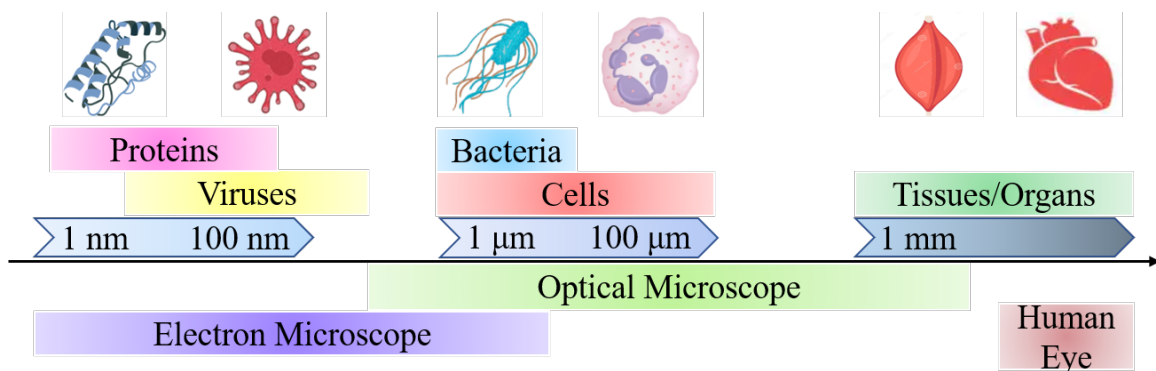 Proteins
Bacteria
Viruses
Cells
Tissues/Organs
1 nm 100 nm
1 μm 100 μm
1 mm
Optical Microscope
Electron Microscope
Human
Eye